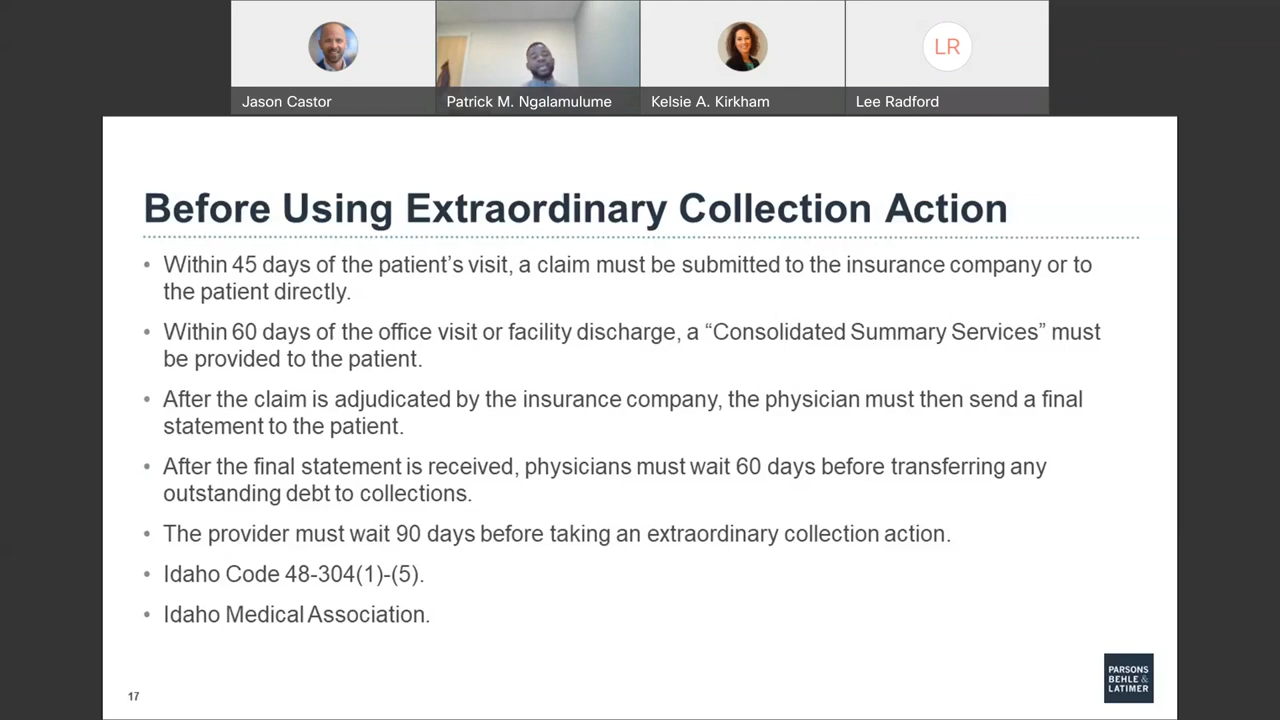 LR
Jason Castor
Patrick M. Ngalamulume
Kelsie A. Kirkham
Lee Radford
Before Using Extraordinary Collection Action
• Within 45 days of the patient's visit, a claim must be submitted to the insurance company or to
the patient directly.
• Within 60 days of the office visit or facility discharge, a “Consolidated Summary Services” must
be provided to the patient.
• After the claim is adjudicated by the insurance company, the physician must then send a final
statement to the patient.
• After the final statement is received, physicians must wait 60 days before transferring any
outstanding debt to collections.
• The provider must wait 90 days before taking an extraordinary collection action.
• Idaho Code 48-304(1)-(5).
• Idaho Medical Association.
17
PARSONS
BEHLE &
LATIMER